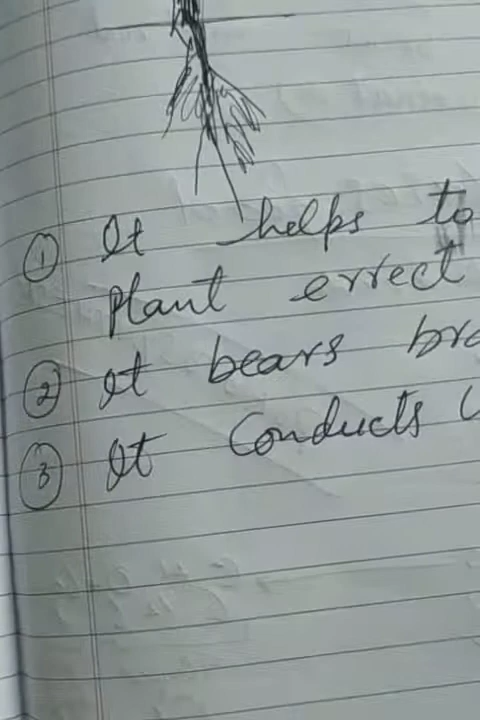 ① It helps to
Plant errect
② It bears
③ It Conducts